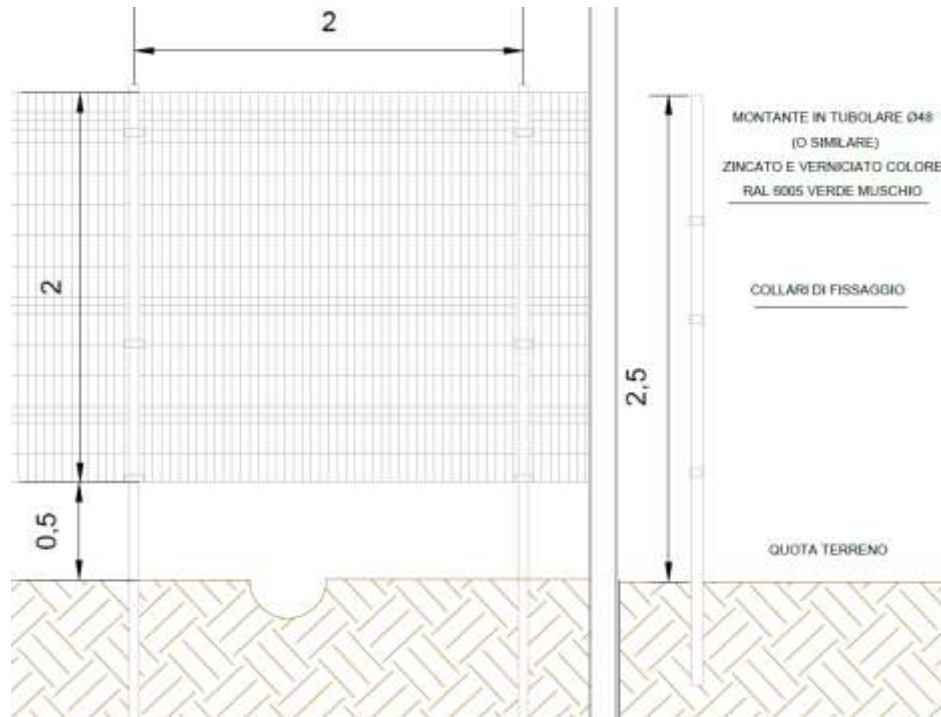 2
2
0,5
2,5
MONTANTE IN TUBOLARE Ø48
(O SIMILARE)
ZINCATO E VERNICIATO COLORE
RAL 6005 VERDE MUSCHIO
COLLARI DI FISSAGGIO
QUOTA TERRENO